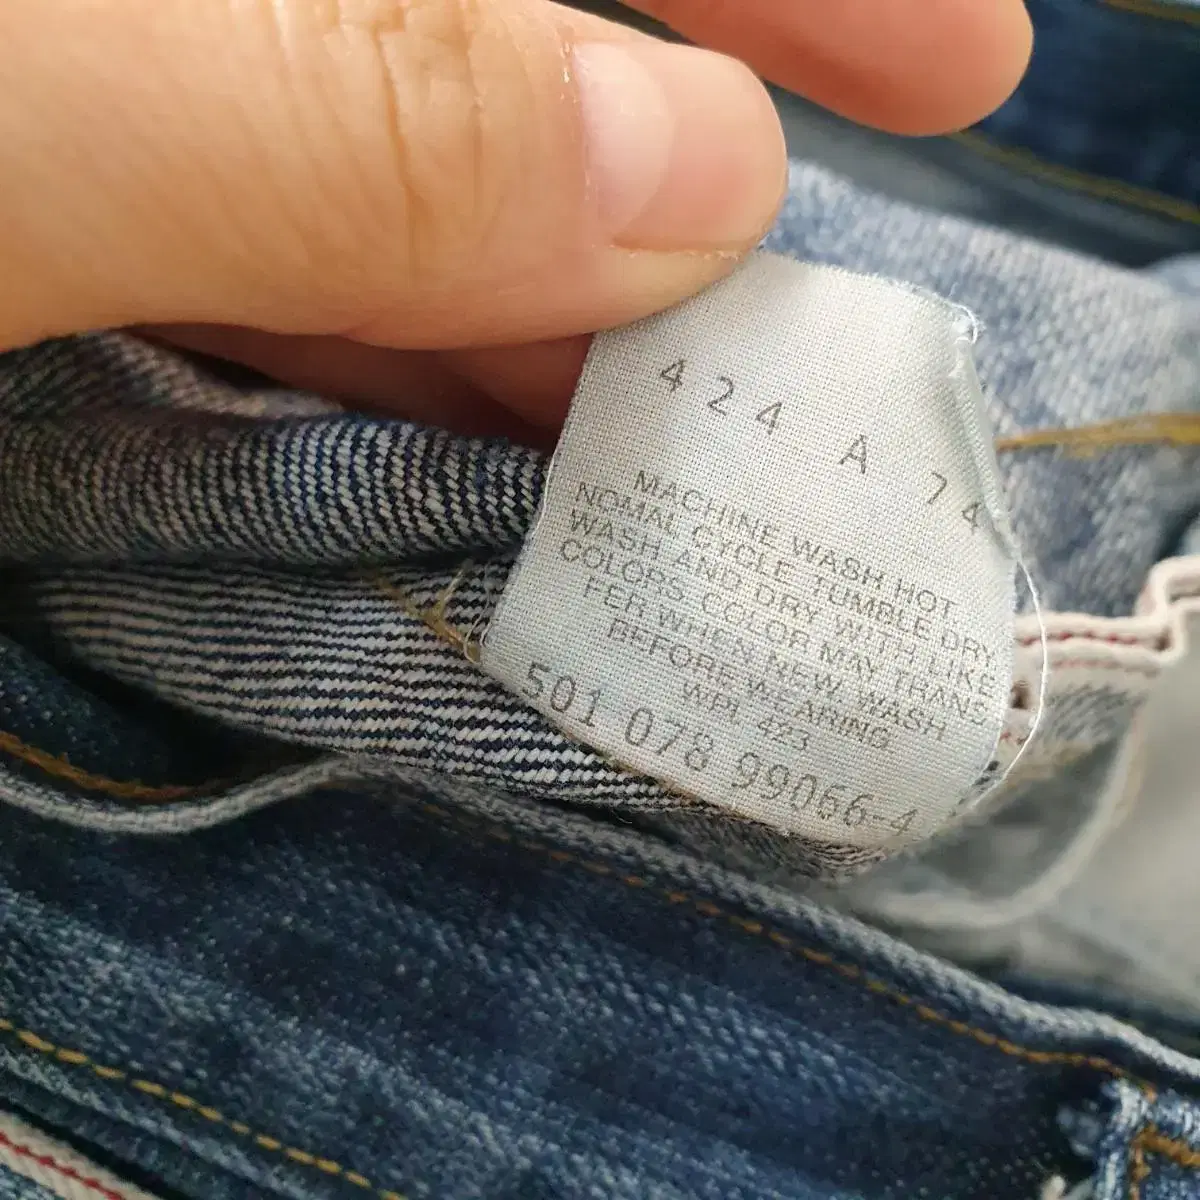 4 2 4 A 7 4
MACHINE WASH HOT
NOMAL CYCLE TUMBLE DRY
WASH AND DRY WITH LIKE
COLORS. COLOR MAY TRANS
FER WHEN NEW. WASH
BEFORE WEARING
WPL 423
501 078 99066-4